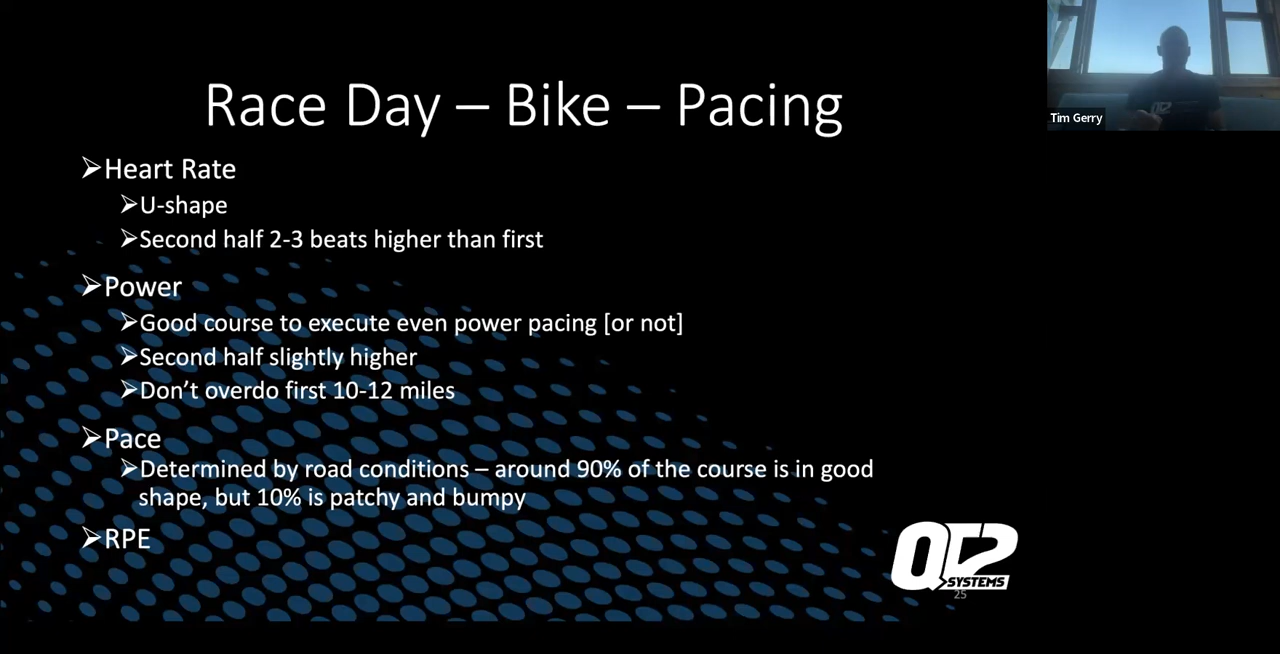 Race Day – Bike – Pacing
Tim Gerry
➢Heart Rate
➢U-shape
➢Second half 2-3 beats higher than first
➢Power
➢Good course to execute even power pacing [or not]
➢Second half slightly higher
➢Don’t overdo first 10-12 miles
➢Pace
➢Determined by road conditions – around 90% of the course is in good
shape, but 10% is patchy and bumpy
➢RPE
QT2
SYSTEMS
25